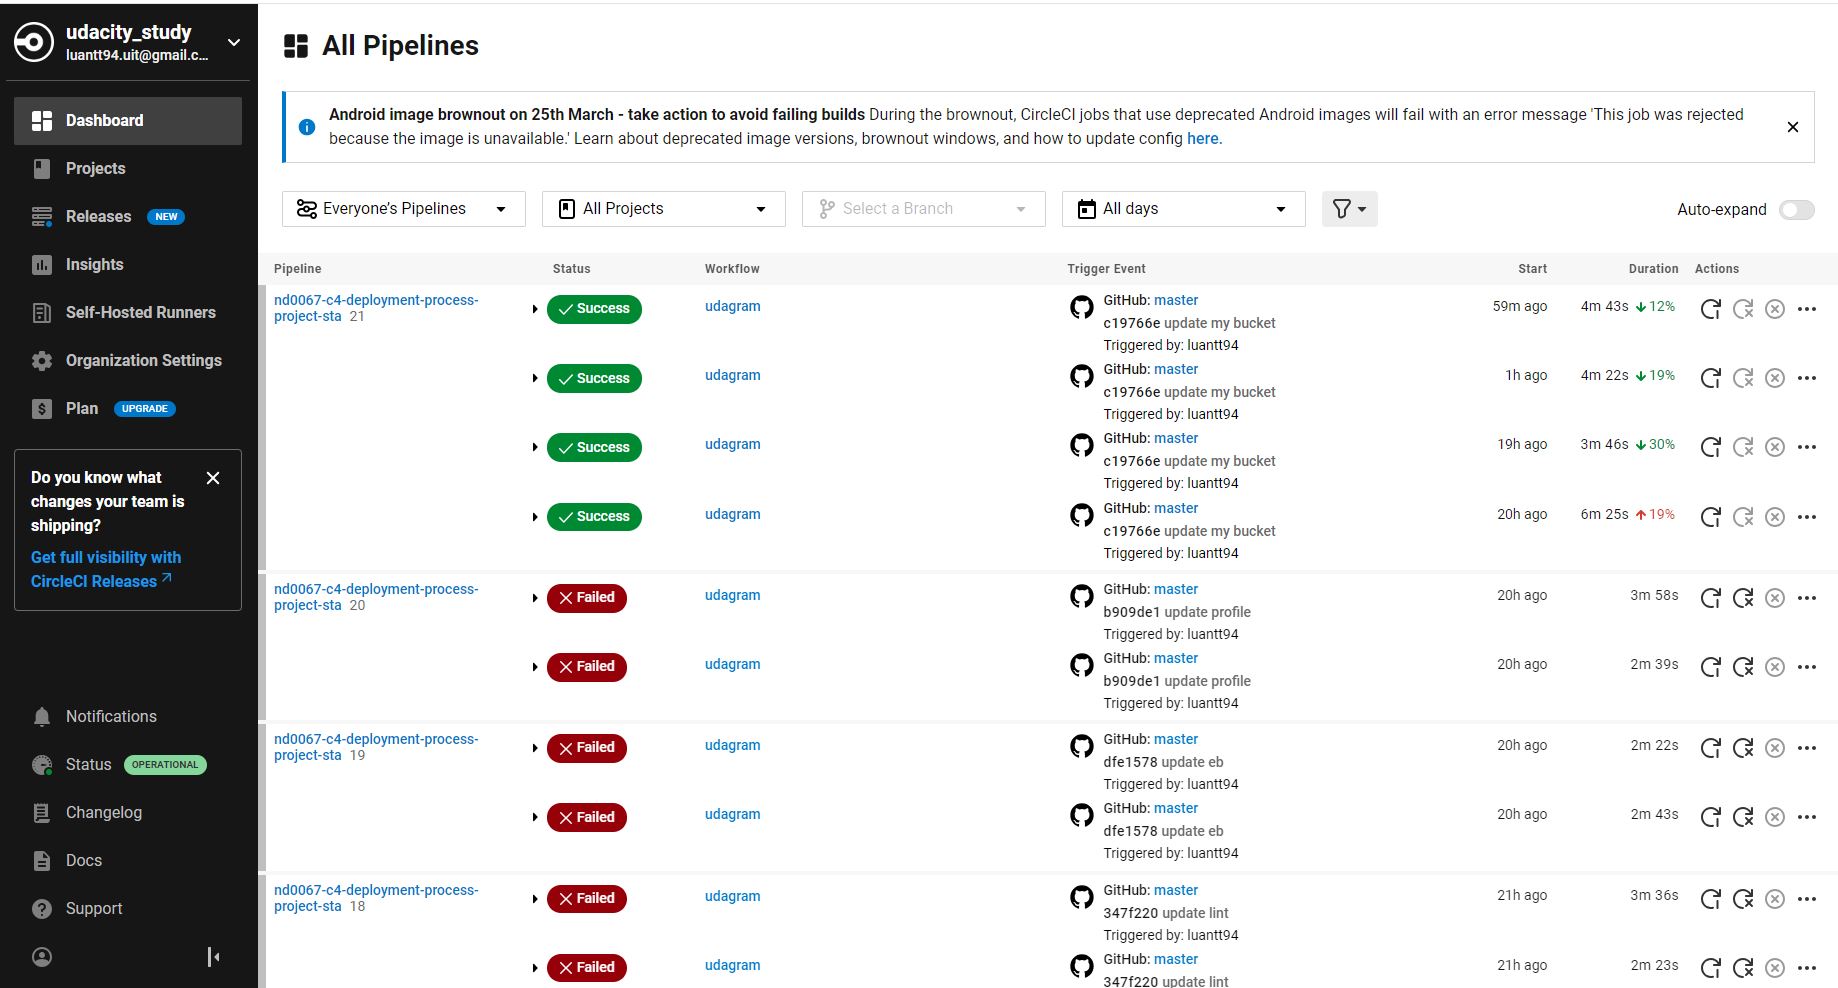 udacity_study
luantt94.uit@gmail.c...
Dashboard
Projects
Releases NEW
Insights
Self-Hosted Runners
Organization Settings
Plan UPGRADE
Do you know what
changes your team is
shipping?
Get full visibility with
CircleCI Releases
Notifications
Status OPERATIONAL
Changelog
Docs
Support
All Pipelines
Android image brownout on 25th March - take action to avoid failing builds During the brownout, CircleCI jobs that use deprecated Android images will fail with an error message 'This job was rejected
because the image is unavailable.' Learn about deprecated image versions, brownout windows, and how to update config here.
Everyone's Pipelines All Projects Select a Branch All days Auto-expand
Pipeline Status Workflow Trigger Event Start Duration Actions
nd0067-c4-deployment-process-
project-sta 21
Success udagram GitHub: master 59m ago 4m 43s 12%
c19766e update my bucket
Triggered by: luantt94
Success udagram GitHub: master 1h ago 4m 22s 19%
c19766e update my bucket
Triggered by: luantt94
Success udagram GitHub: master 19h ago 3m 46s 30%
c19766e update my bucket
Triggered by: luantt94
Success udagram GitHub: master 20h ago 6m 25s 19%
c19766e update my bucket
Triggered by: luantt94
nd0067-c4-deployment-process-
project-sta 20
Failed udagram GitHub: master 20h ago 3m 58s
b909de1 update profile
Triggered by: luantt94
Failed udagram GitHub: master 20h ago 2m 39s
b909de1 update profile
Triggered by: luantt94
nd0067-c4-deployment-process-
project-sta 19
Failed udagram GitHub: master 20h ago 2m 22s
dfe1578 update eb
Triggered by: luantt94
Failed udagram GitHub: master 20h ago 2m 43s
dfe1578 update eb
Triggered by: luantt94
nd0067-c4-deployment-process-
project-sta 18
Failed udagram GitHub: master 21h ago 3m 36s
347f220 update lint
Triggered by: luantt94
Failed udagram GitHub: master 21h ago 2m 23s
347f220 update lint